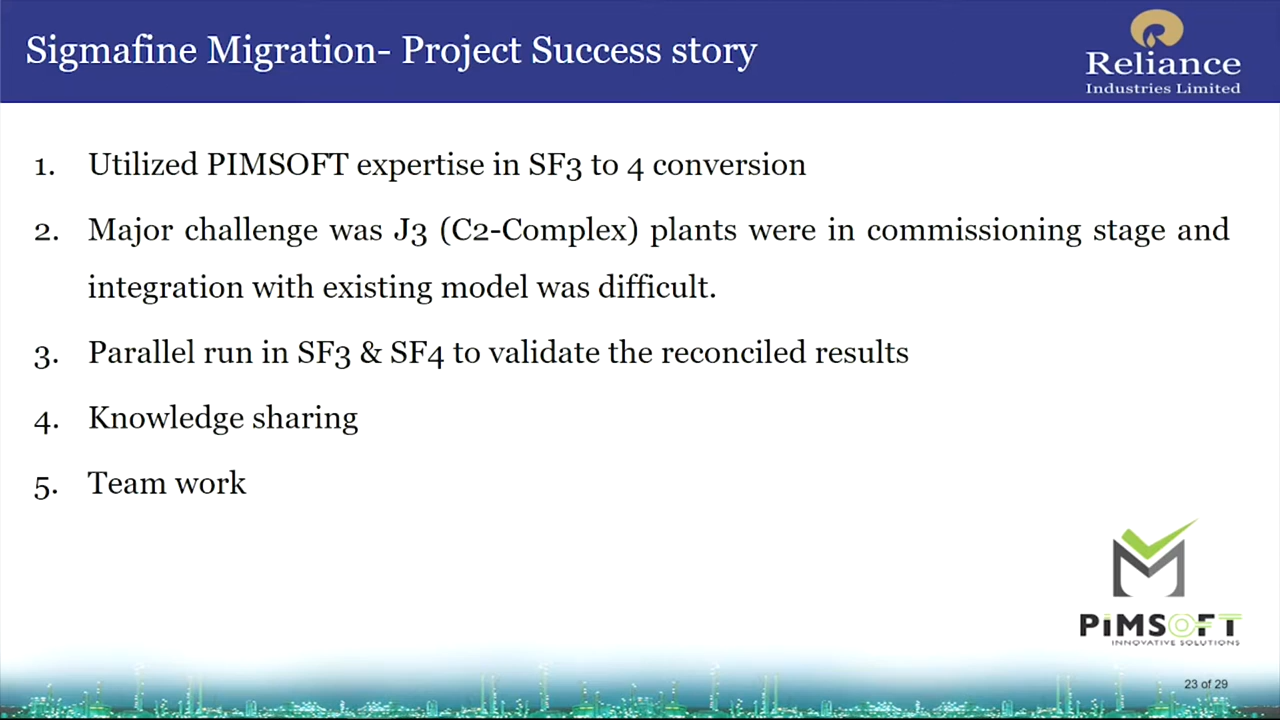 Sigmafine Migration- Project Success story
Reliance
Industries Limited
1. Utilized PIMSOFT expertise in SF3 to 4 conversion
2. Major challenge was J3 (C2-Complex) plants were in commissioning stage and
integration with existing model was difficult.
3. Parallel run in SF3 & SF4 to validate the reconciled results
4. Knowledge sharing
5. Team work
PiMSOFT
INNOVATIVE SOLUTIONS
23 of 29